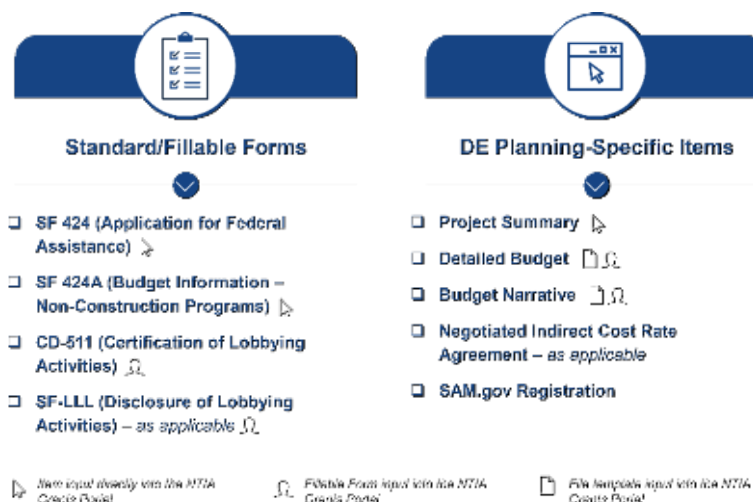 Standard/Fillable Forms
SF 424 (Application for Federal
Assistance)
SF 424A (Budget Information –
Non-Construction Programs)
CD-511 (Certification of Lobbying
Activities)
SF-LLL (Disclosure of Lobbying
Activities) – as applicable
DE Planning-Specific Items
Project Summary
Detailed Budget
Budget Narrative
Negotiated Indirect Cost Rate
Agreement – as applicable
SAM.gov Registration
Item input directly into the NTIA
Grants Portal
Fillable Form input into the NTIA
Grants Portal
File template input into the NTIA
Grants Portal